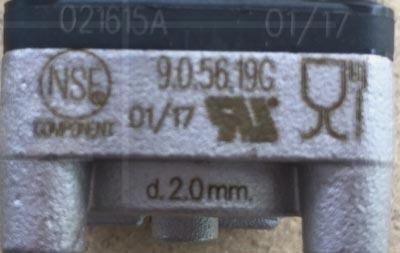 021615A 01/17
NSF 9.0.56.19G
COMPONENT 01/17
d.2.0mm.